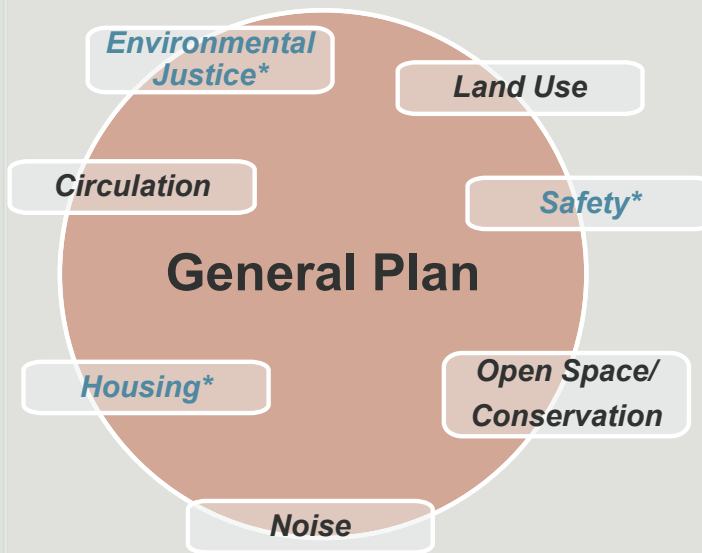 Environmental
Justice*
Land Use
Circulation
Safety*
General Plan
Housing*
Open Space/
Conservation
Noise